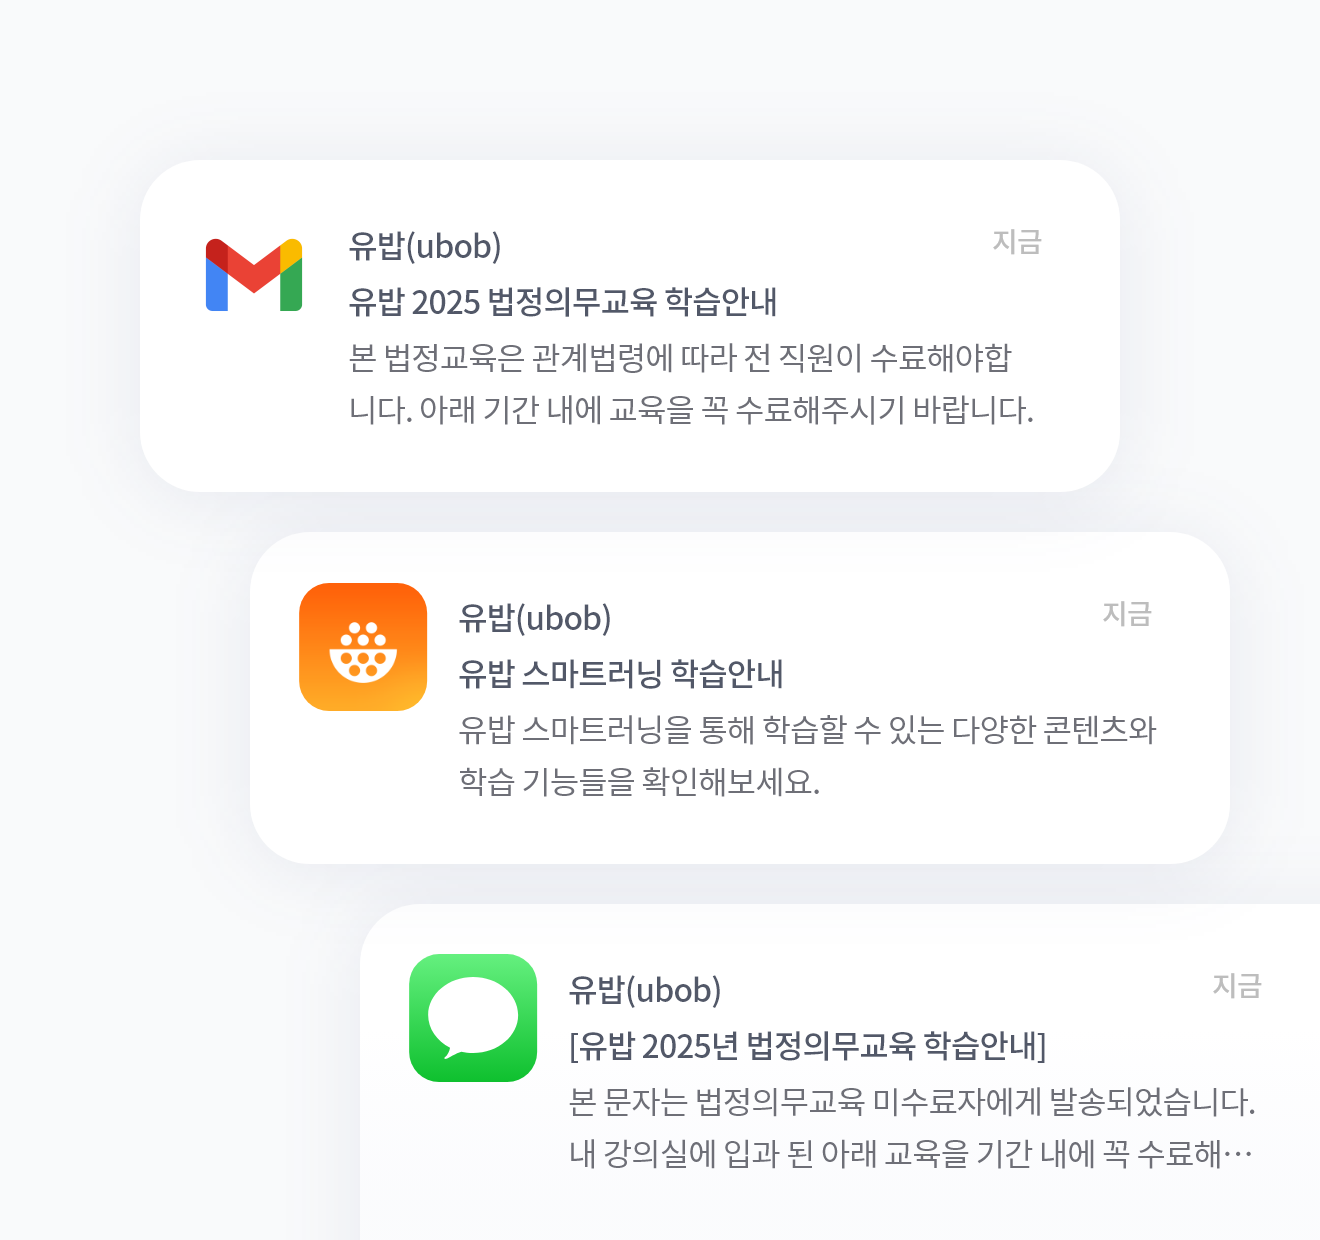 유밥(ubob)
지금
유밥 2025 법정의무교육 학습안내
본 법정교육은 관계법령에 따라 전 직원이 수료해야합
니다. 아래 기간 내에 교육을 꼭 수료해주시기 바랍니다.
유밥(ubob)
지금
유밥 스마트러닝 학습안내
유밥 스마트러닝을 통해 학습할 수 있는 다양한 콘텐츠와
학습 기능들을 확인해보세요.
유밥(ubob)
지금
[유밥 2025년 법정의무교육 학습안내]
본 문자는 법정의무교육 미수료자에게 발송되었습니다.
내 강의실에 입과 된 아래 교육을 기간 내에 꼭 수료해…